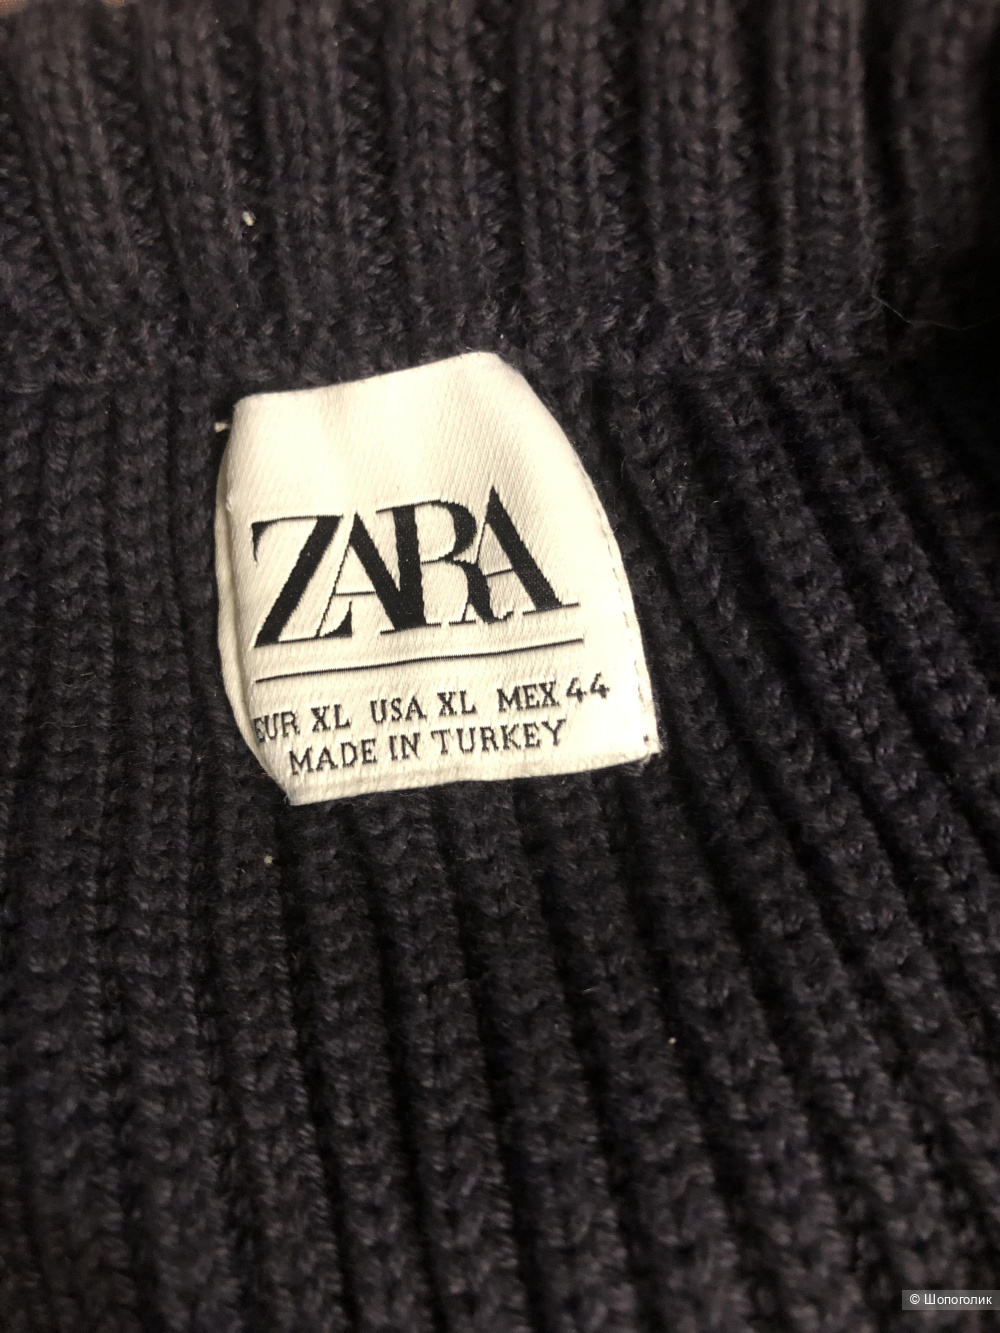 ZARA
EUR XL USA XL MEX 44
MADE IN TURKEY
© Шопоголик